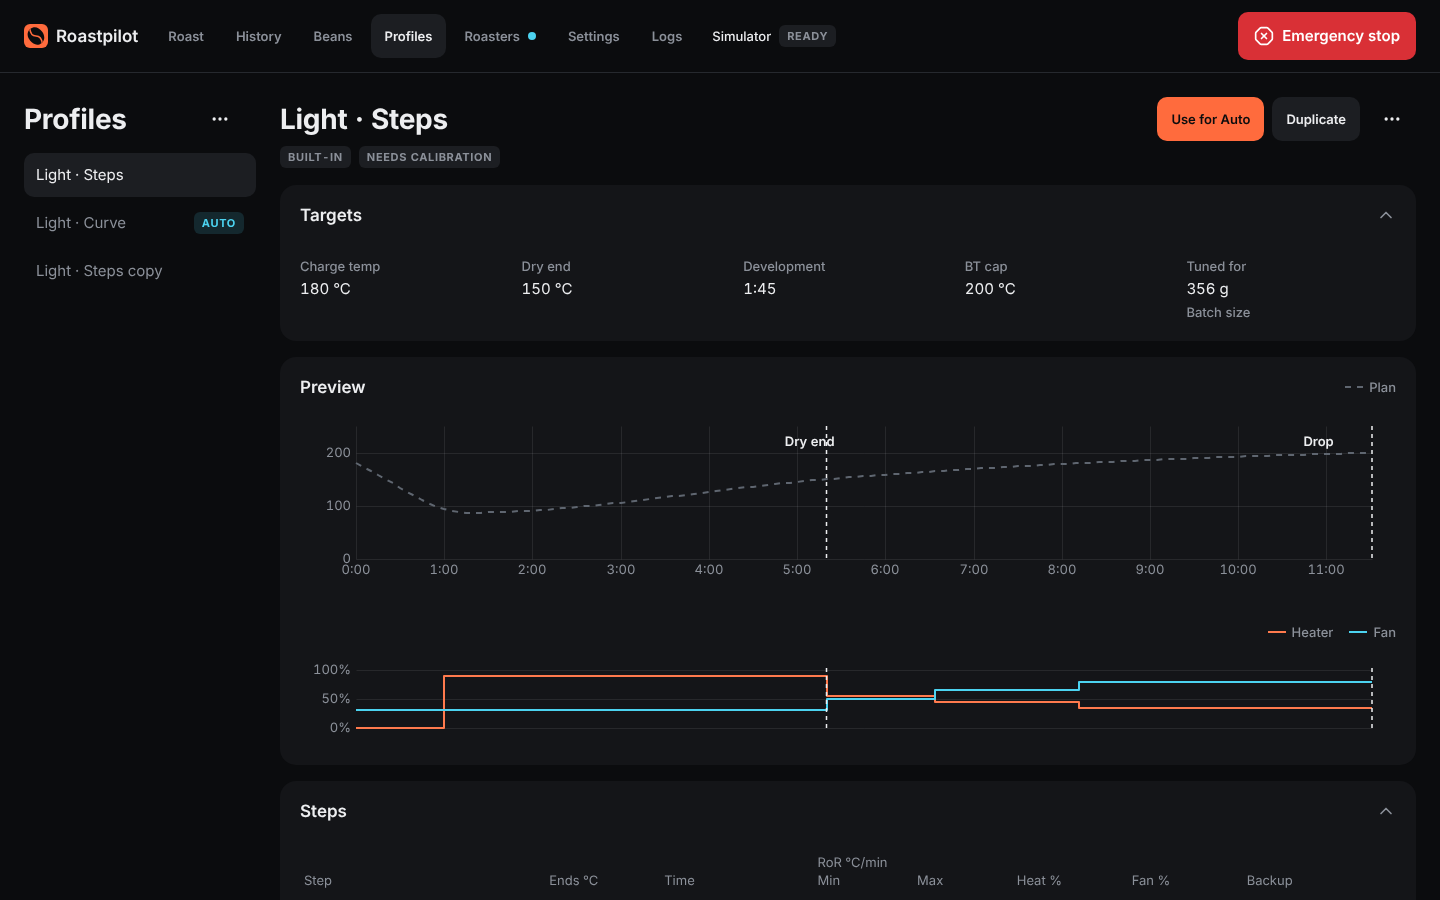 Roastpilot Roast History Beans Profiles Roasters Settings Logs Simulator READY Emergency stop
Profiles
Light · Steps
Light · Curve AUTO
Light · Steps copy
Light · Steps Use for Auto Duplicate
BUILT-IN NEEDS CALIBRATION
Targets
Charge temp Dry end Development BT cap Tuned for
180 °C 150 °C 1:45 200 °C 356 g
Batch size
Preview Plan
Dry end Drop
200
100
0
0:00 1:00 2:00 3:00 4:00 5:00 6:00 7:00 8:00 9:00 10:00 11:00
Heater Fan
100%
50%
0%
Steps
RoR °C/min
Step Ends °C Time Min Max Heat % Fan % Backup